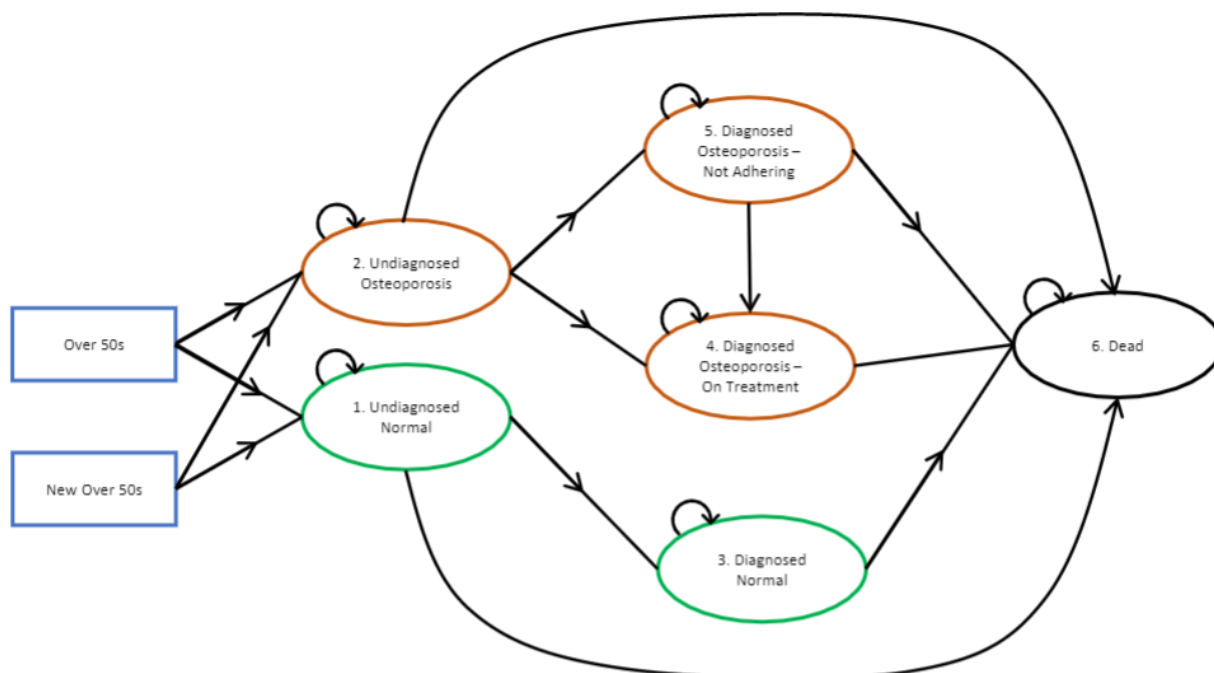 5. Diagnosed
Osteoporosis –
Not Adhering
2. Undiagnosed
Osteoporosis
Over 50s
4. Diagnosed
Osteoporosis –
On Treatment
6. Dead
1. Undiagnosed
Normal
New Over 50s
3. Diagnosed
Normal